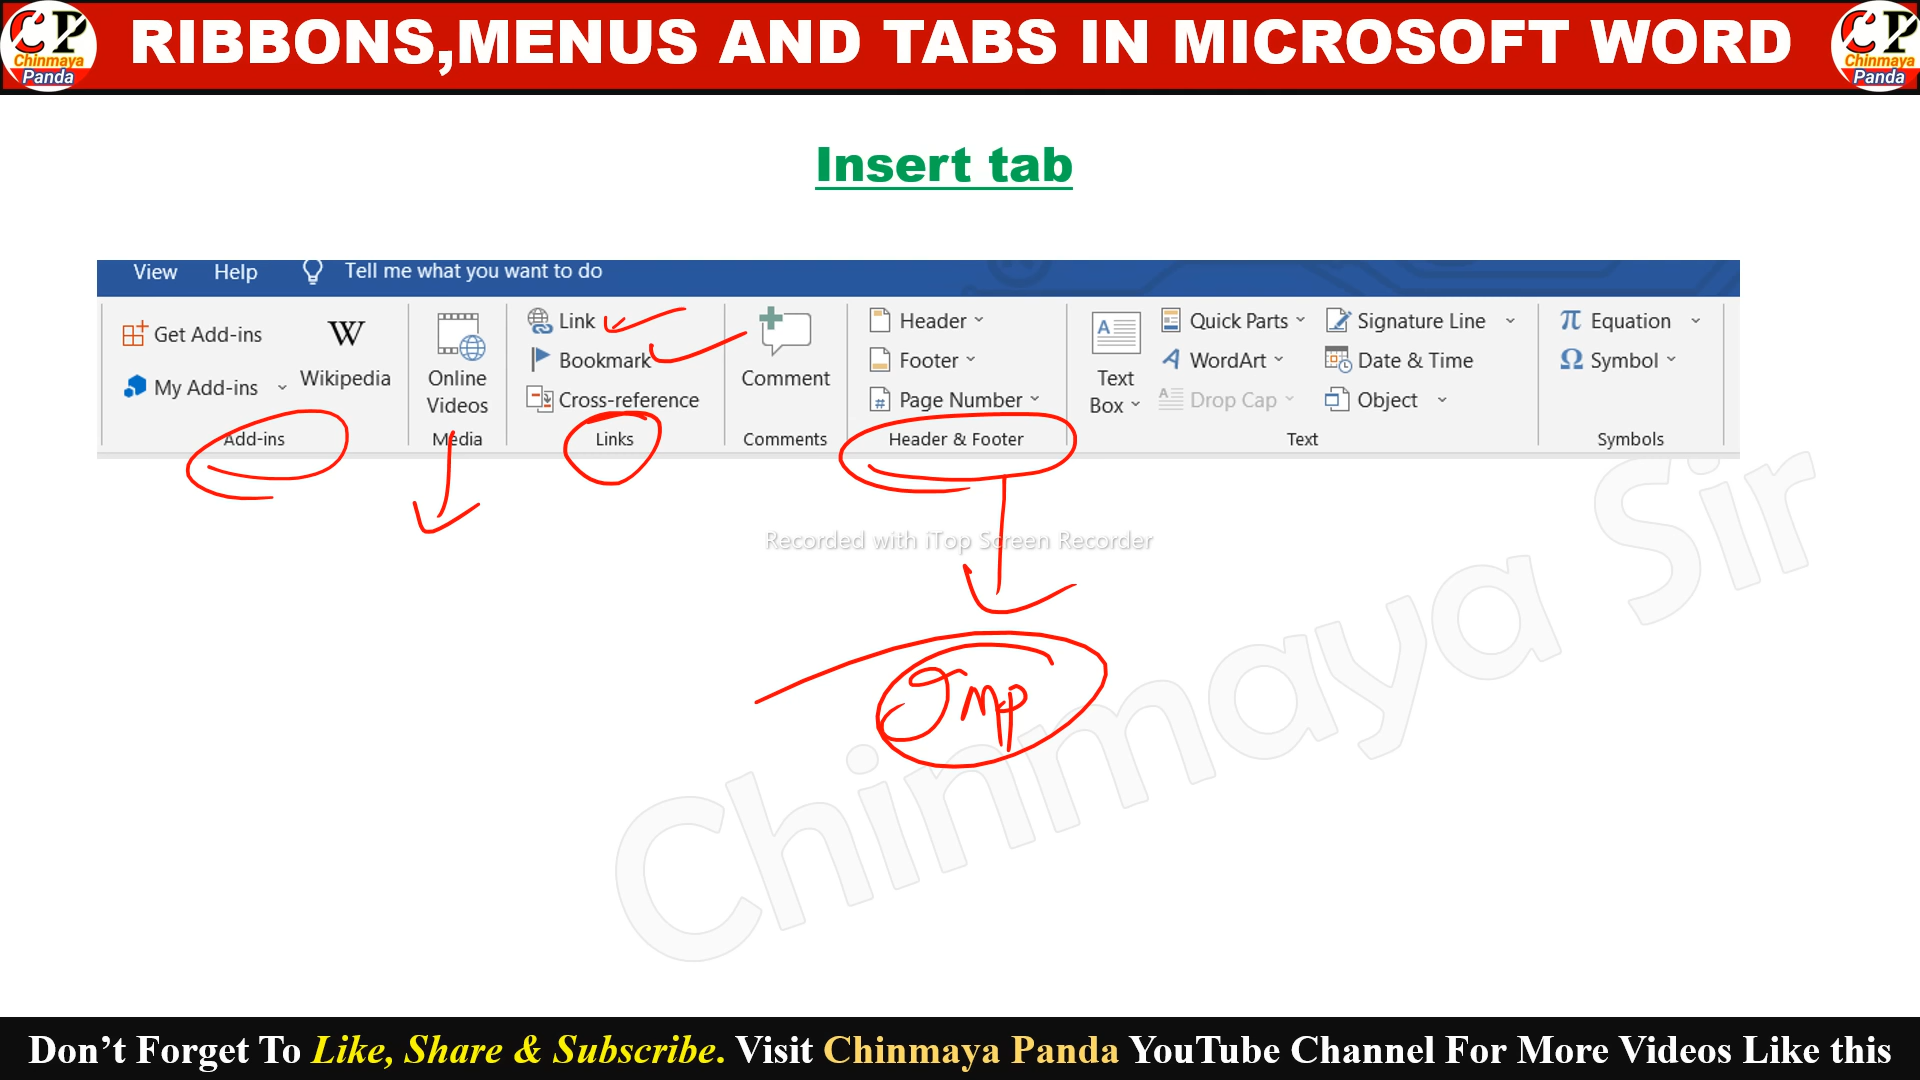 CP RIBBONS,MENUS AND TABS IN MICROSOFT WORD CP
Chinmaya Panda
Chinmaya Panda
Insert tab
View Help Tell me what you want to do
Get Add-ins
My Add-ins
W
Wikipedia
Add-ins
Online Videos
Media
Link
Bookmark
Cross-reference
Links
Comment
Comments
Header
Footer
Page Number
Header & Footer
A
Text Box
Quick Parts
WordArt
Drop Cap
Signature Line
Date & Time
Object
Text
π Equation
Ω Symbol
Symbols
Recorded with iTop Screen Recorder
Imp
Chinmaya Sir
Don’t Forget To Like, Share & Subscribe. Visit Chinmaya Panda YouTube Channel For More Videos Like this